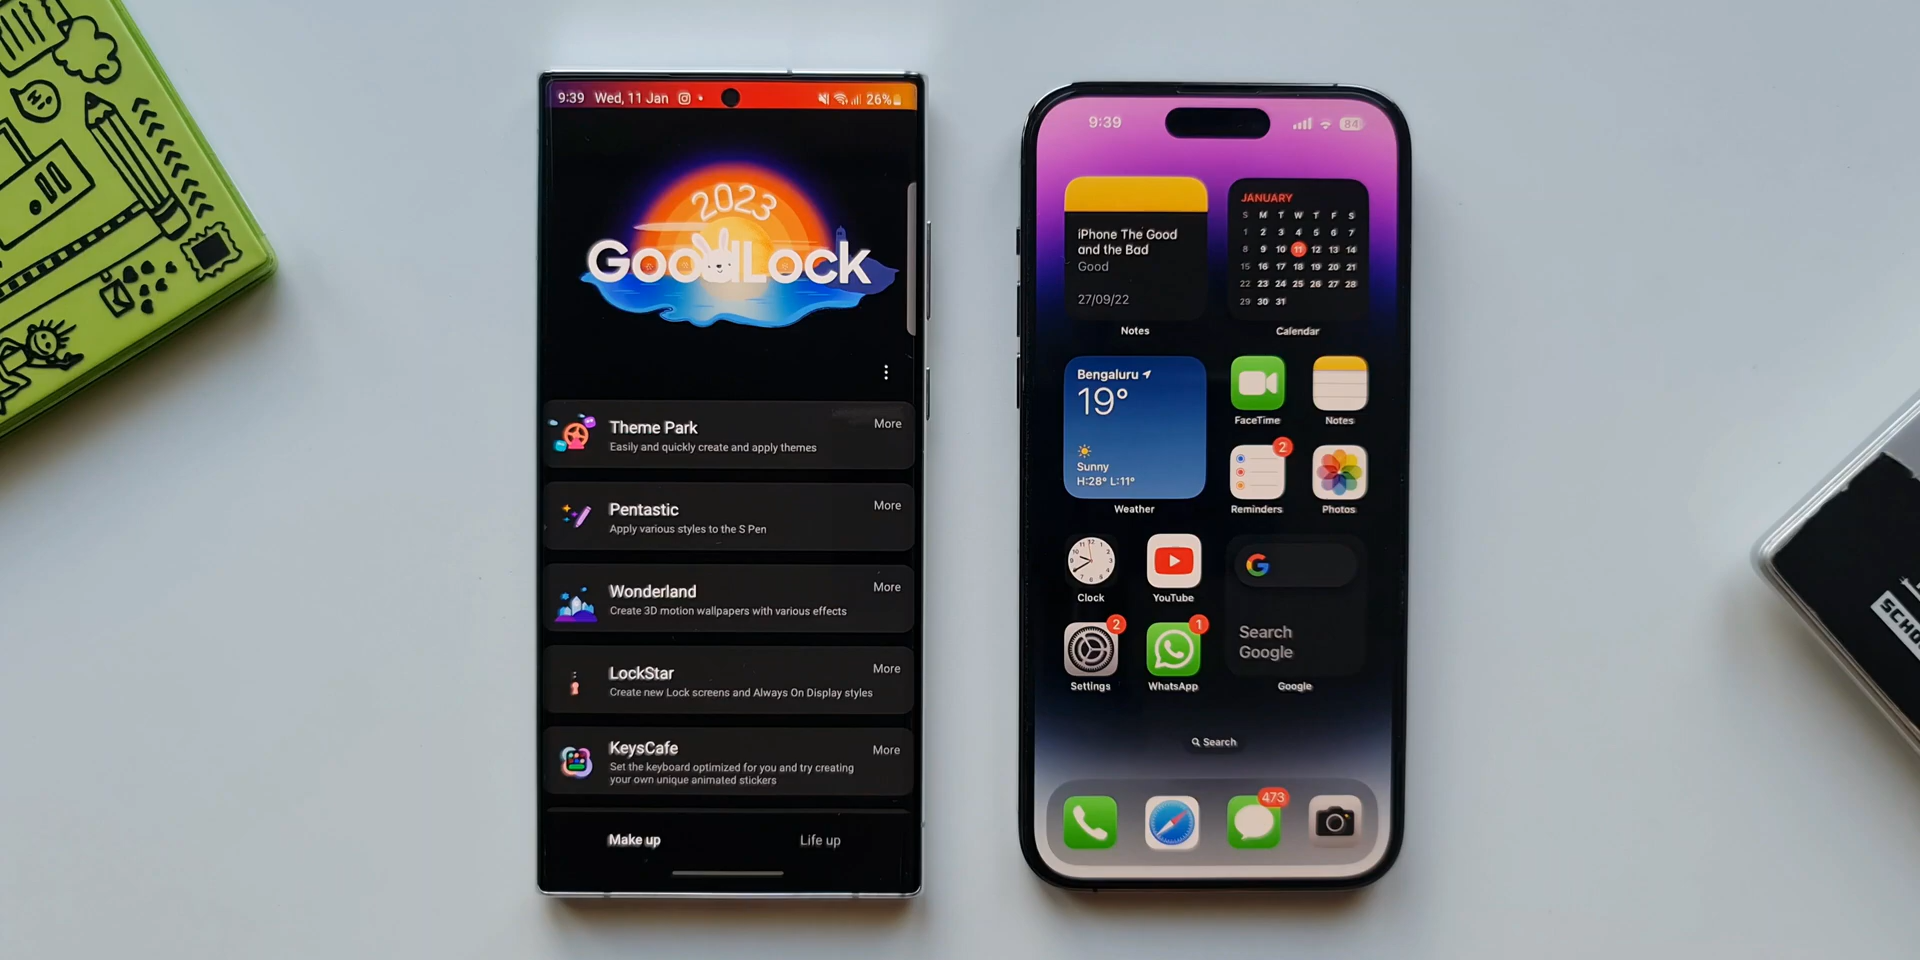 Hi
9:39 Wed, 11 Jan
26%
2023
GoodLock
Theme Park
More
Easily and quickly create and apply themes
Pentastic
More
Apply various styles to the S Pen
Wonderland
More
Create 3D motion wallpapers with various effects
LockStar
More
Create new Lock screens and Always On Display styles
KeysCafe
More
Set the keyboard optimized for you and try creating
your own unique animated stickers
Make up
Life up
9:39
84
iPhone The Good
and the Bad
Good
27/09/22
Notes
JANUARY
S M T W T F S
1 2 3 4 5 6 7
8 9 10 11 12 13 14
15 16 17 18 19 20 21
22 23 24 25 26 27 28
29 30 31
Calendar
Bengaluru
19°
Sunny
H:28° L:11°
Weather
FaceTime
Notes
2
Reminders
Photos
Clock
YouTube
G
Search
Google
Google
2
Settings
1
WhatsApp
Search
473